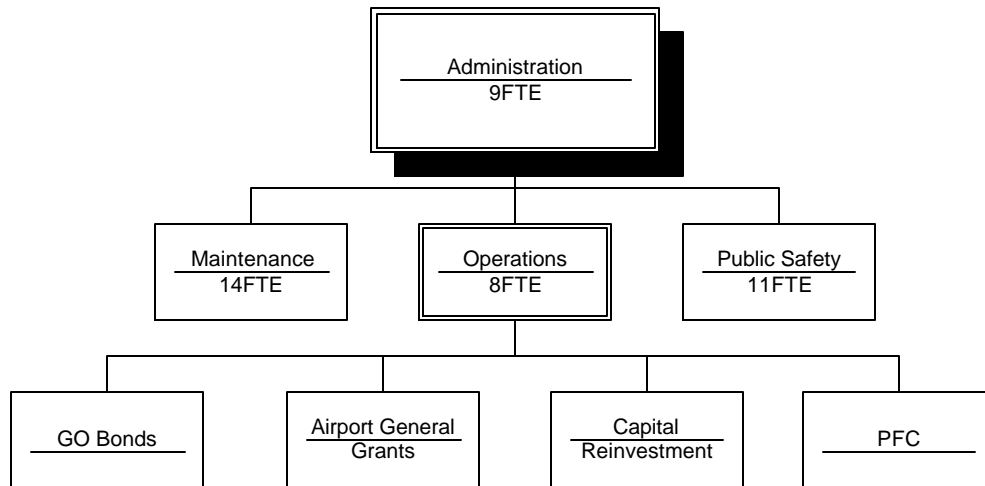 Administration
9FTE
Maintenance
14FTE
Operations
8FTE
Public Safety
11FTE
GO Bonds
Airport General
Grants
Capital
Reinvestment
PFC